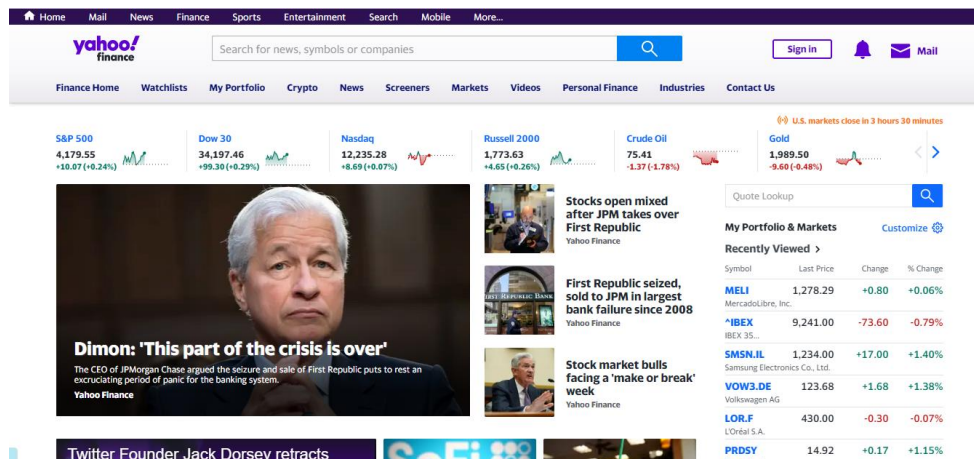 Home Mail News Finance Sports Entertainment Search Mobile More...
yahoo!
finance
Search for news, symbols or companies
Sign in
Mail
Finance Home Watchlists My Portfolio Crypto News Screeners Markets Videos Personal Finance Industries Contact Us
U.S. markets close in 3 hours 30 minutes
S&P 500
4,179.55
+10.07 (+0.24%)
Dow 30
34,197.46
+99.30 (+0.29%)
Nasdaq
12,235.28
+8.69 (+0.07%)
Russell 2000
1,773.63
+4.65 (+0.26%)
Crude Oil
75.41
-1.37 (-1.78%)
Gold
1,989.50
-9.60 (-0.48%)
Dimon: 'This part of the crisis is over'
The CEO of JPMorgan Chase argued the seizure and sale of First Republic puts to rest an
excruciating period of panic for the banking system.
Yahoo Finance
Stocks open mixed
after JPM takes over
First Republic
Yahoo Finance
FIRST REPUBLIC BANK
First Republic seized,
sold to JPM in largest
bank failure since 2008
Yahoo Finance
Stock market bulls
facing a 'make or break'
week
Yahoo Finance
Quote Lookup
My Portfolio & Markets Customize
Recently Viewed >
Symbol Last Price Change % Change
MELI 1,278.29 +0.80 +0.06%
MercadoLibre, Inc.
^IBEX 9,241.00 -73.60 -0.79%
IBEX 35...
SMSN.IL 1,234.00 +17.00 +1.40%
Samsung Electronics Co., Ltd.
VOW3.DE 123.68 +1.68 +1.38%
Volkswagen AG
LOR.F 430.00 -0.30 -0.07%
L'Oréal S.A.
PRDSY 14.92 +0.17 +1.15%
Twitter Founder Jack Dorsey retracts
SoFi